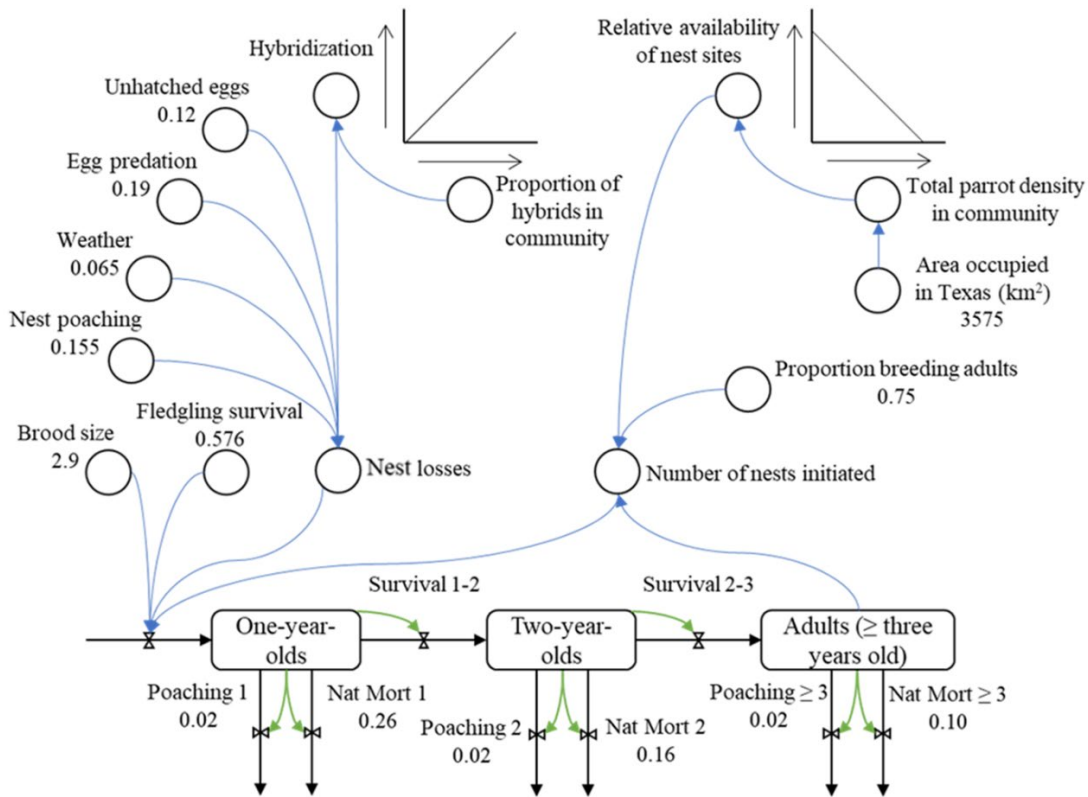 Hybridization
Relative availability
of nest sites
Unhatched eggs
0.12
Egg predation
0.19
Proportion of
hybrids in
community
Total parrot density
in community
Weather
0.065
Area occupied
in Texas (km²)
3575
Nest poaching
0.155
Proportion breeding adults
0.75
Fledgling survival
0.576
Brood size
2.9
Nest losses
Number of nests initiated
Survival 1-2
Survival 2-3
One-year-
olds
Two-year-
olds
Adults (≥ three
years old)
Poaching 1
0.02
Nat Mort 1
0.26
Poaching 2
0.02
Nat Mort 2
0.16
Poaching ≥ 3
0.02
Nat Mort ≥ 3
0.10